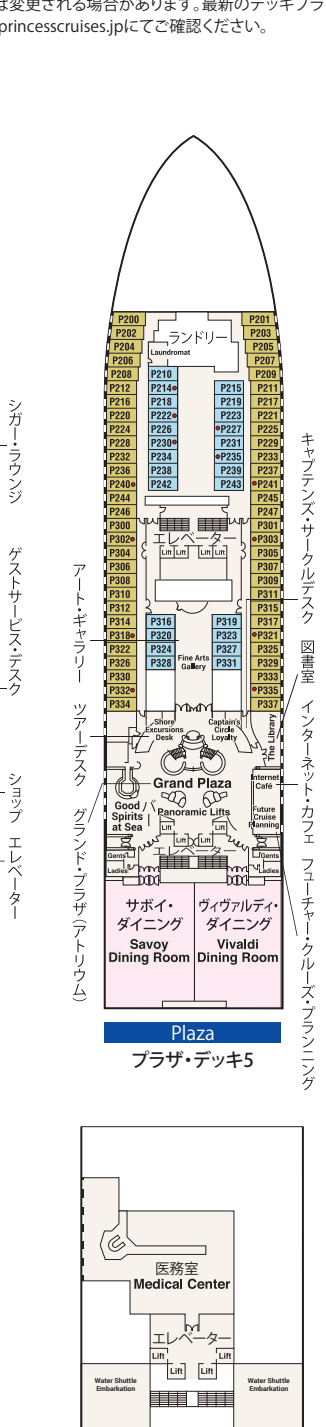 は変更される場合があります。最新のデッキプラ
princesscruises.jpにてご確認ください。
P200 P201
P202 ランドリー P203
P204 Laundromat P205
P206 P207
P208 P210 P209
P212 P214 P215 P211
P216 P218 P219 P217
P220 P222 P223 P221
P224 P226 P227 P225
P228 P230 P231 P229
P232 P234 P235 P233
P236 P238 P239 P237
P240 P242 P243 P241
P244 P245
P246 P247
P300 P301
P302 エレベーター P303
P304 Lift Lift Lift Lift P305
P306 P307
P308 P309
P310 P311
P312 P315
P314 P316 P319 P317
P318 P320 P323 P321
P322 P324 P327 P325
P326 P328 P331 P329
Fine Arts
Gallery
P330 P333
P332 P335
P334 P337
Shore
Excursions
Desk
Captain's
Circle
Loyalty
The Library
Grand Plaza
Internet
Café
Good
Spirits
at Sea
バー
Panoramic Lifts
Future
Cruise
Planning
Lift Lift
Lift Lift
エレベーター
Gents Gents
Ladies Ladies
サボイ・
ダイニング
Savoy
Dining Room
ヴィヴァルディ・
ダイニング
Vivaldi
Dining Room
シガー・ラウンジ
ゲストサービス・デスク
ショップ
エレベーター
アート・ギャラリー
ツアーデスク
グランド・プラザ(アトリウム)
キャプテンズ・サークルデスク
図書室
インターネット・カフェ
フューチャー・クルーズ・プランニング
Plaza
プラザ・デッキ5
医務室
Medical Center
エレベーター
Lift Lift
Lift Lift
Water Shuttle
Embarkation
Water Shuttle
Embarkation